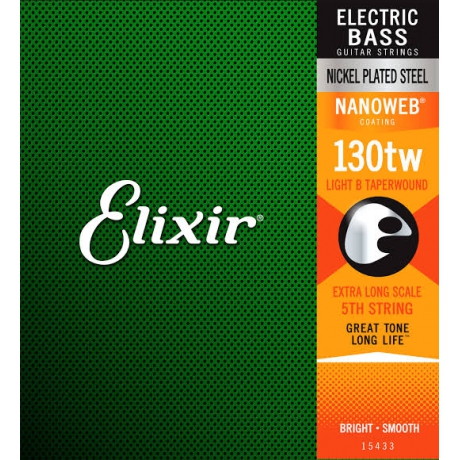 ELECTRIC
BASS
GUITAR STRINGS
NICKEL PLATED STEEL
NANOWEB®
COATING
130tw
LIGHT B TAPERWOUND
Elixir®
EXTRA LONG SCALE
5TH STRING
GREAT TONE
LONG LIFE™
BRIGHT • SMOOTH
15433